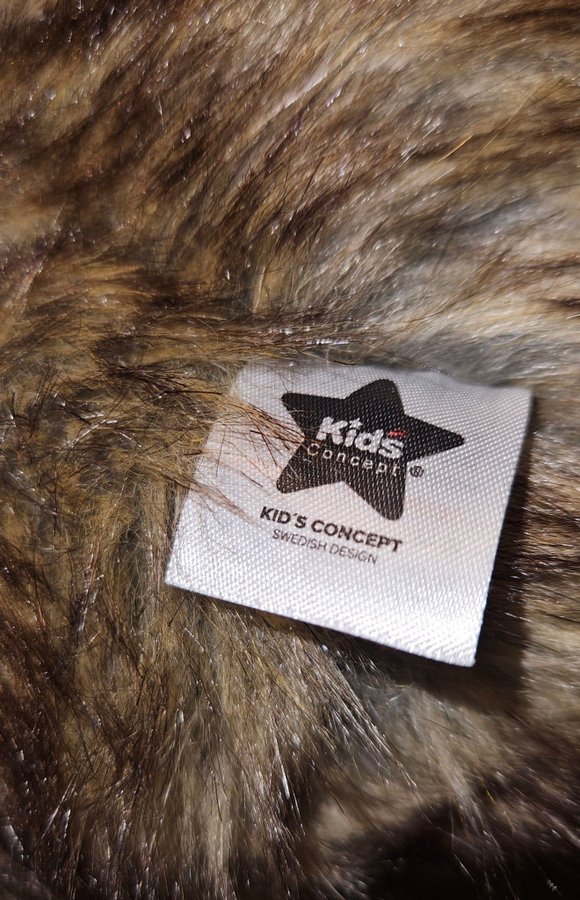 Kids
Concept ®
KID'S CONCEPT
SWEDISH DESIGN